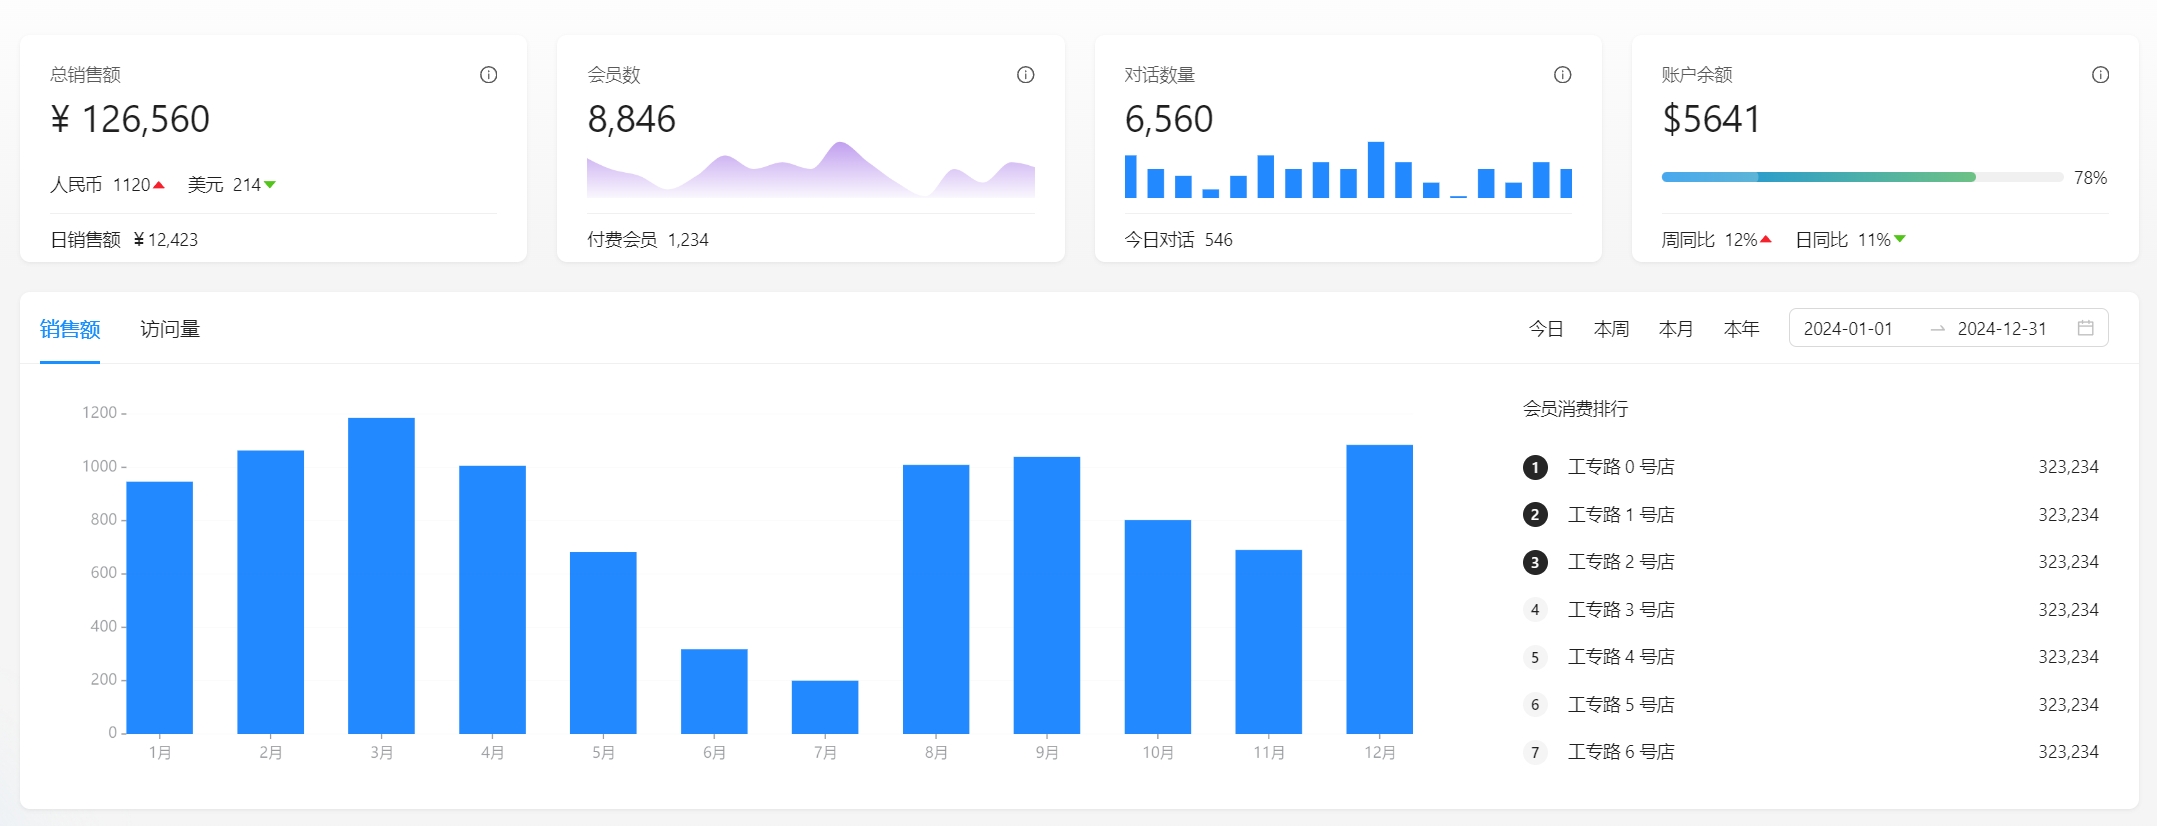 总销售额
¥ 126,560
人民币 1120 美元 214
日销售额 ¥ 12,423
会员数
8,846
付费会员 1,234
对话数量
6,560
今日对话 546
账户余额
$5641
78%
周同比 12% 日同比 11%
销售额 访问量
今日 本周 本月 本年 2024-01-01 2024-12-31
1200
1000
800
600
400
200
0
1月 2月 3月 4月 5月 6月 7月 8月 9月 10月 11月 12月
会员消费排行
1 工专路 0 号店 323,234
2 工专路 1 号店 323,234
3 工专路 2 号店 323,234
4 工专路 3 号店 323,234
5 工专路 4 号店 323,234
6 工专路 5 号店 323,234
7 工专路 6 号店 323,234